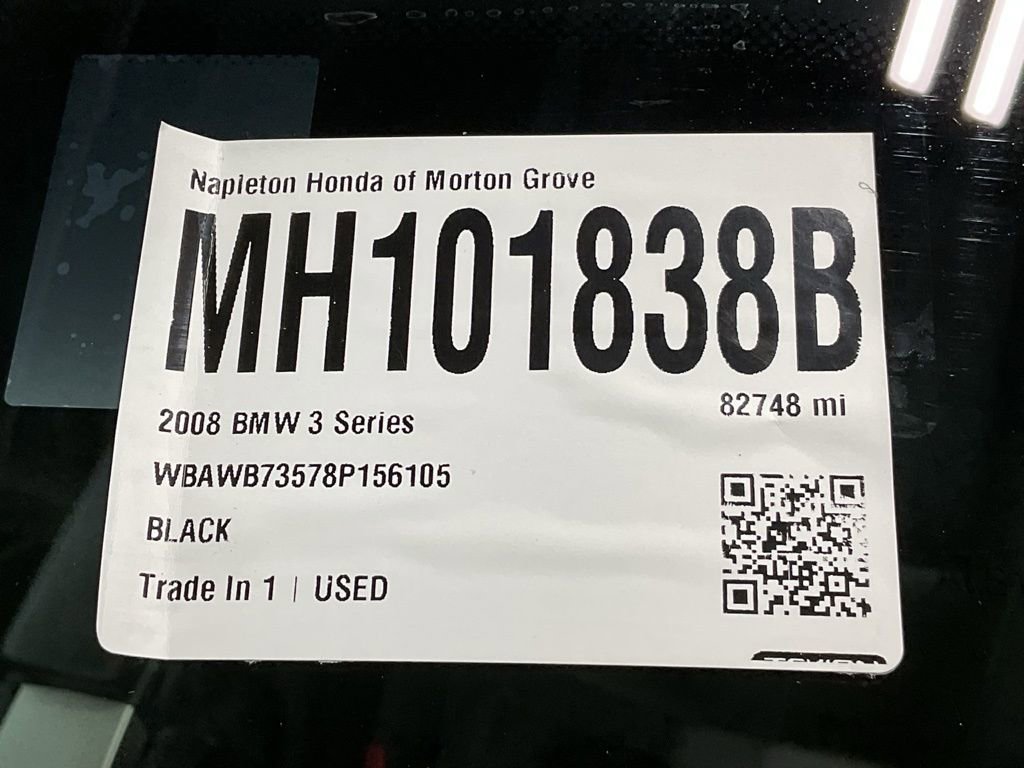 Napleton Honda of Morton Grove
MH101838B
82748 mi
2008 BMW 3 Series
WBAWB73578P156105
BLACK
Trade In 1 | USED